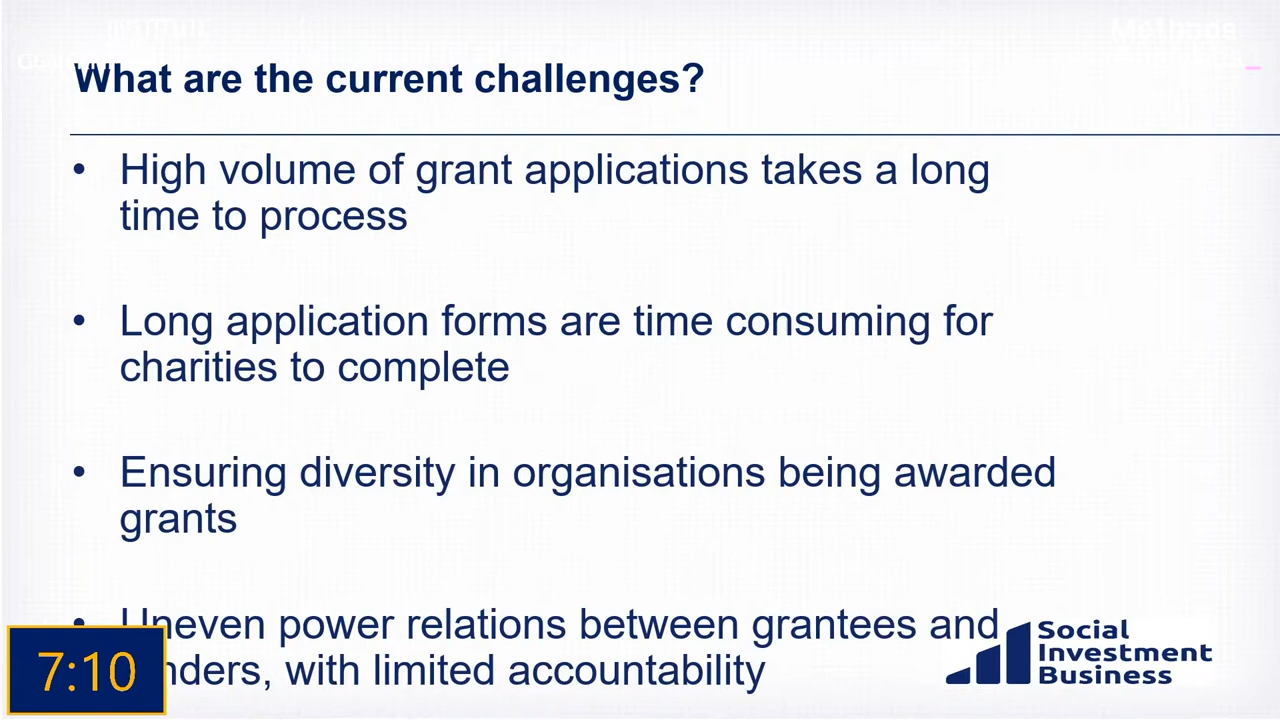 Methods
What are the current challenges?
• High volume of grant applications takes a long
time to process
• Long application forms are time consuming for
charities to complete
• Ensuring diversity in organisations being awarded
grants
• Uneven power relations between grantees and
nders, with limited accountability
7:10
Social
Investment
Business